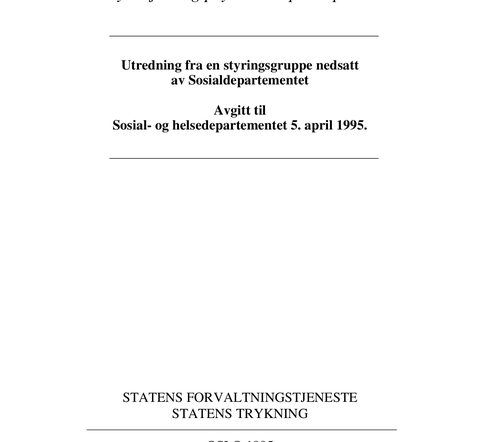 Utredning fra en styringsgruppe nedsatt
av Sosialdepartementet
Avgitt til
Sosial- og helsedepartementet 5. april 1995.
STATENS FORVALTNINGSTJENESTE
STATENS TRYKNING